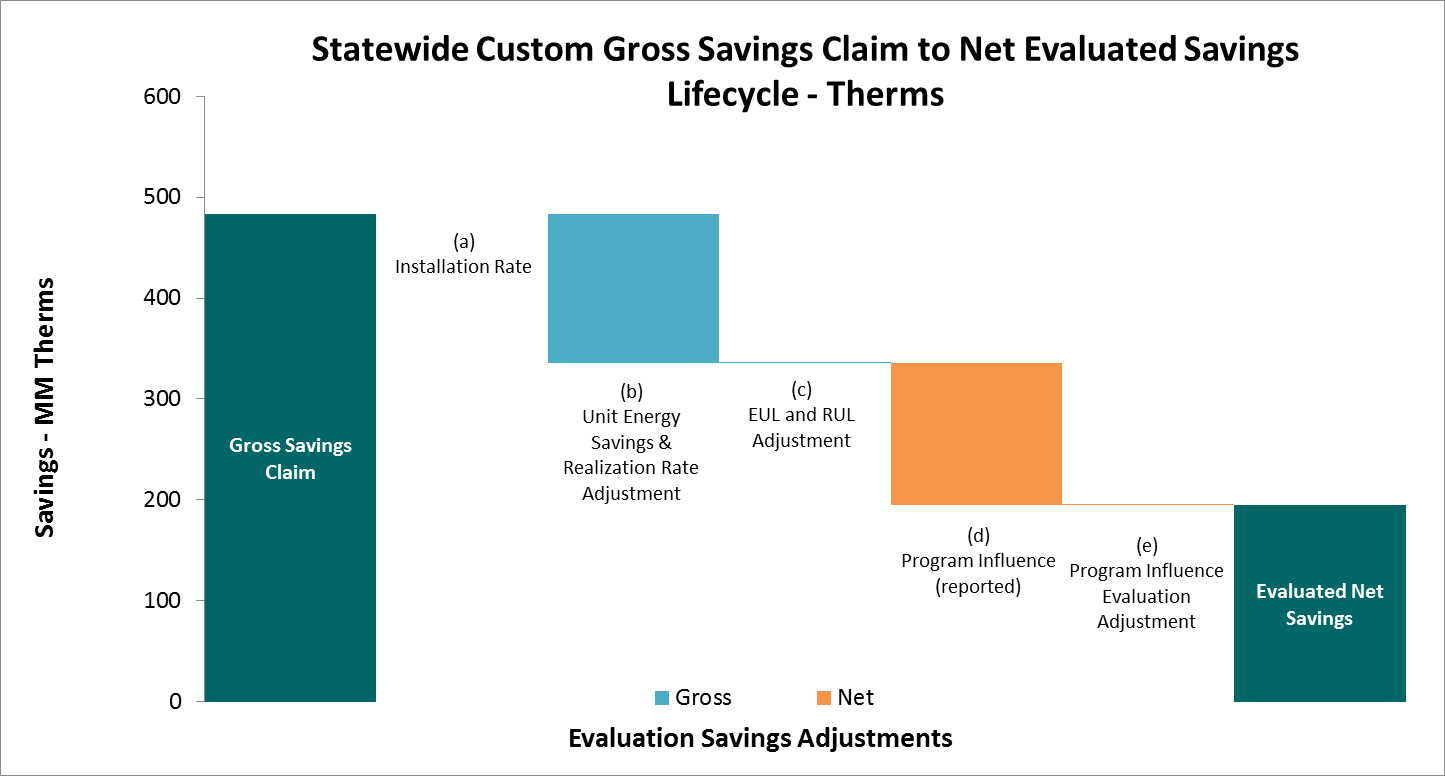 Statewide Custom Gross Savings Claim to Net Evaluated Savings
Lifecycle - Therms
600
500
400
300
200
100
0
Savings - MM Therms
Gross Savings
Claim
(a)
Installation Rate
(b)
Unit Energy
Savings &
Realization Rate
Adjustment
(c)
EUL and RUL
Adjustment
(d)
Program Influence
(reported)
(e)
Program Influence
Evaluation
Adjustment
Evaluated Net
Savings
Gross
Net
Evaluation Savings Adjustments